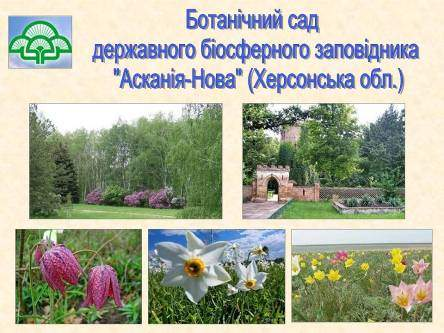 Ботанічний сад
державного біосферного заповідника
"Асканія-Нова" (Херсонська обл.)